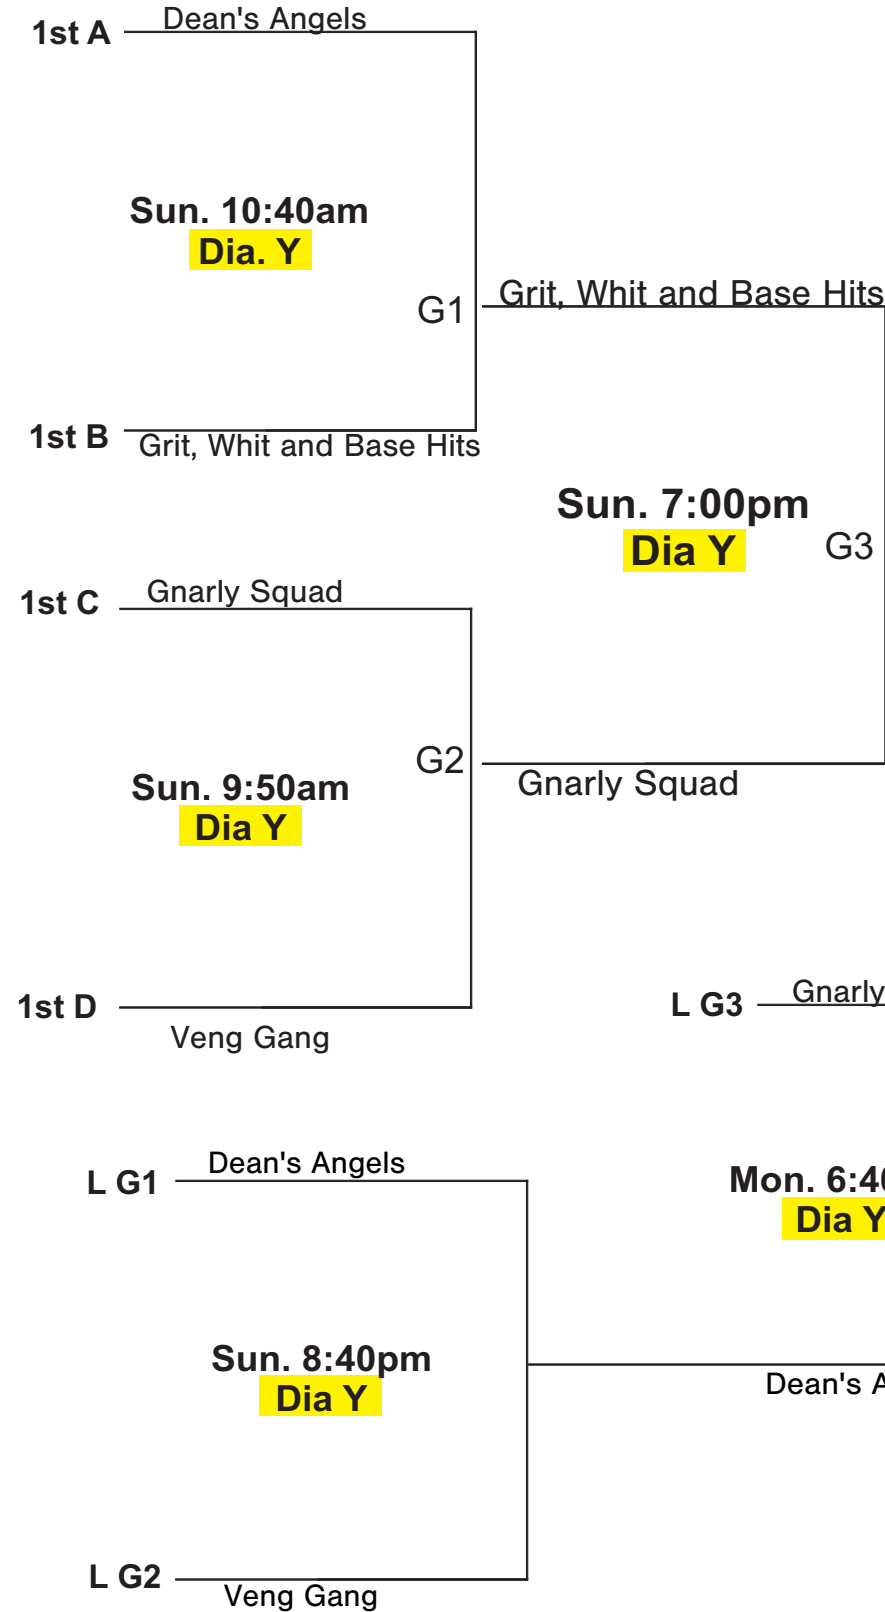 Dean's Angels
1st A
Sun. 10:40am
Dia. Y
G1
Grit, Whit and Base Hits
1st B
Grit, Whit and Base Hits
Sun. 7:00pm
Dia Y
G3
1st C
Gnarly Squad
G2
Sun. 9:50am
Dia Y
Gnarly Squad
1st D
Veng Gang
L G3
Gnarly
L G1
Dean's Angels
Mon. 6:4
Dia Y
Sun. 8:40pm
Dia Y
Dean's A
L G2
Veng Gang